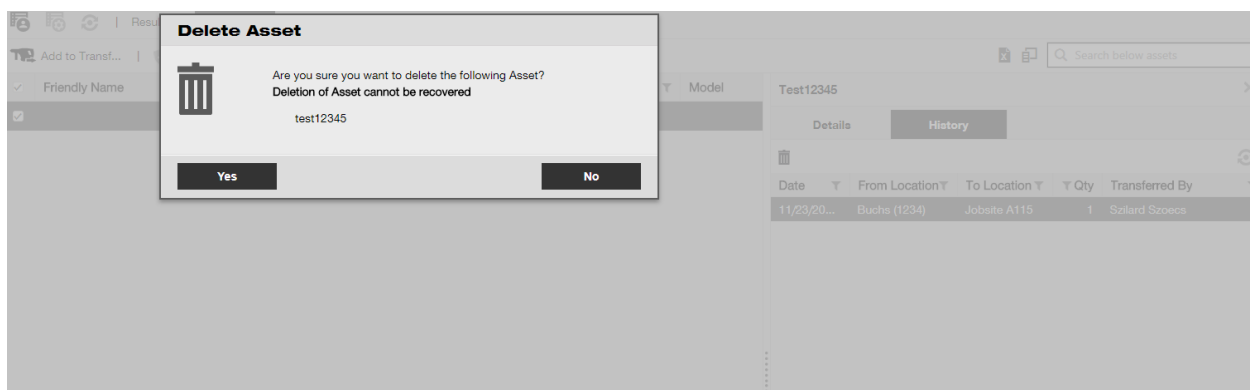 Delete Asset
Are you sure you want to delete the following Asset?
Deletion of Asset cannot be recovered
test12345
Yes
No
| Resu
Add to Transf... |
Search below assets
Friendly Name
Model
Test12345
Details
History
Date
From Location
To Location
Qty
Transferred By
11/23/20...
Buchs (1234)
Jobsite A115
1
Szilard Szoecs